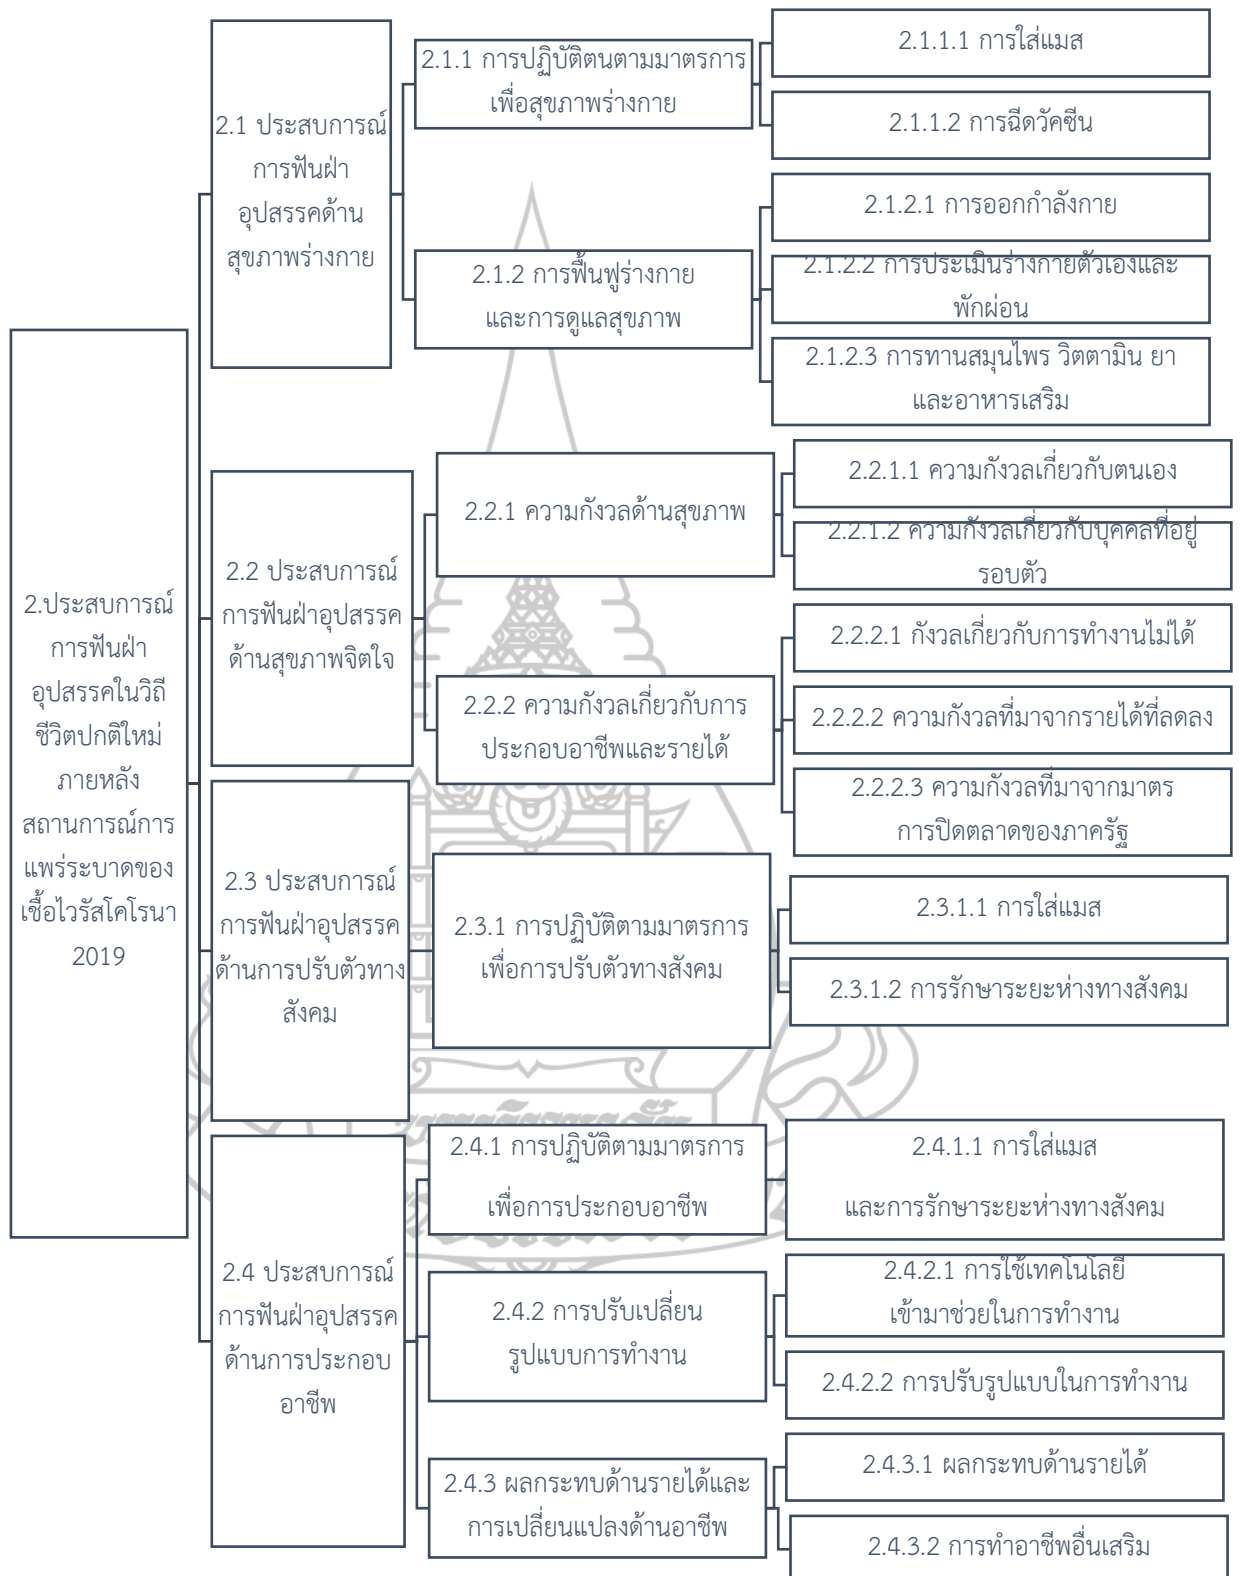 2.ประสบการณ์
การฟันฝ่า
อุปสรรคในวิถี
ชีวิตปกติใหม่
ภายหลัง
สถานการณ์การ
แพร่ระบาดของ
เชื้อไวรัสโคโรนา
2019
2.1 ประสบการณ์
การฟันฝ่า
อุปสรรคด้าน
สุขภาพร่างกาย
2.1.1 การปฏิบัติตนตามมาตรการ
เพื่อสุขภาพร่างกาย
2.1.1.1 การใส่แมส
2.1.1.2 การฉีดวัคซีน
2.1.2 การฟื้นฟูร่างกาย
และการดูแลสุขภาพ
2.1.2.1 การออกกำลังกาย
2.1.2.2 การประเมินร่างกายตัวเองและ
พักผ่อน
2.1.2.3 การทานสมุนไพร วิตตามิน ยา
และอาหารเสริม
2.2 ประสบการณ์
การฟันฝ่าอุปสรรค
ด้านสุขภาพจิตใจ
2.2.1 ความกังวลด้านสุขภาพ
2.2.1.1 ความกังวลเกี่ยวกับตนเอง
2.2.1.2 ความกังวลเกี่ยวกับบุคคลที่อยู่
รอบตัว
2.2.2 ความกังวลเกี่ยวกับการ
ประกอบอาชีพและรายได้
2.2.2.1 กังวลเกี่ยวกับการทำงานไม่ได้
2.2.2.2 ความกังวลที่มาจากรายได้ที่ลดลง
2.2.2.3 ความกังวลที่มาจากมาตร
การปิดตลาดของภาครัฐ
2.3 ประสบการณ์
การฟันฝ่าอุปสรรค
ด้านการปรับตัวทาง
สังคม
2.3.1 การปฏิบัติตามมาตรการ
เพื่อการปรับตัวทางสังคม
2.3.1.1 การใส่แมส
2.3.1.2 การรักษาระยะห่างทางสังคม
2.4 ประสบการณ์
การฟันฝ่าอุปสรรค
ด้านการประกอบ
อาชีพ
2.4.1 การปฏิบัติตามมาตรการ
เพื่อการประกอบอาชีพ
2.4.1.1 การใส่แมส
และการรักษาระยะห่างทางสังคม
2.4.2 การปรับเปลี่ยน
รูปแบบการทำงาน
2.4.2.1 การใช้เทคโนโลยี
เข้ามาช่วยในการทำงาน
2.4.2.2 การปรับรูปแบบในการทำงาน
2.4.3 ผลกระทบด้านรายได้และ
การเปลี่ยนแปลงด้านอาชีพ
2.4.3.1 ผลกระทบด้านรายได้
2.4.3.2 การทำอาชีพอื่นเสริม